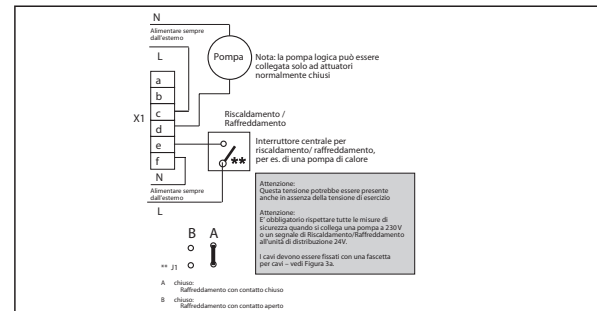 N
Alimentare sempre
dall'esterno
L
Pompa
Nota: la pompa logica può essere
collegata solo ad attuatori
normalmente chiusi
X1
a
b
c
d
e
f
Riscaldamento /
Raffreddamento
**
Interruttore centrale per
riscaldamento/ raffreddamento,
per es. di una pompa di calore
N
Alimentare sempre
dall'esterno
L
Attenzione:
Questa tensione potrebbe essere presente
anche in assenza della tensione di esercizio
Attenzione:
E' obbligatorio rispettare tutte le misure di
sicurezza quando si collega una pompa a 230V
o un segnale di Riscaldamento/Raffreddamento
all'unità di distribuzione 24V.
I cavi devono essere fissati con una fascetta
per cavi – vedi Figura 3a.
B A
** J1
A chiuso:
Raffreddamento con contatto chiuso
B chiuso:
Raffreddamento con contatto aperto